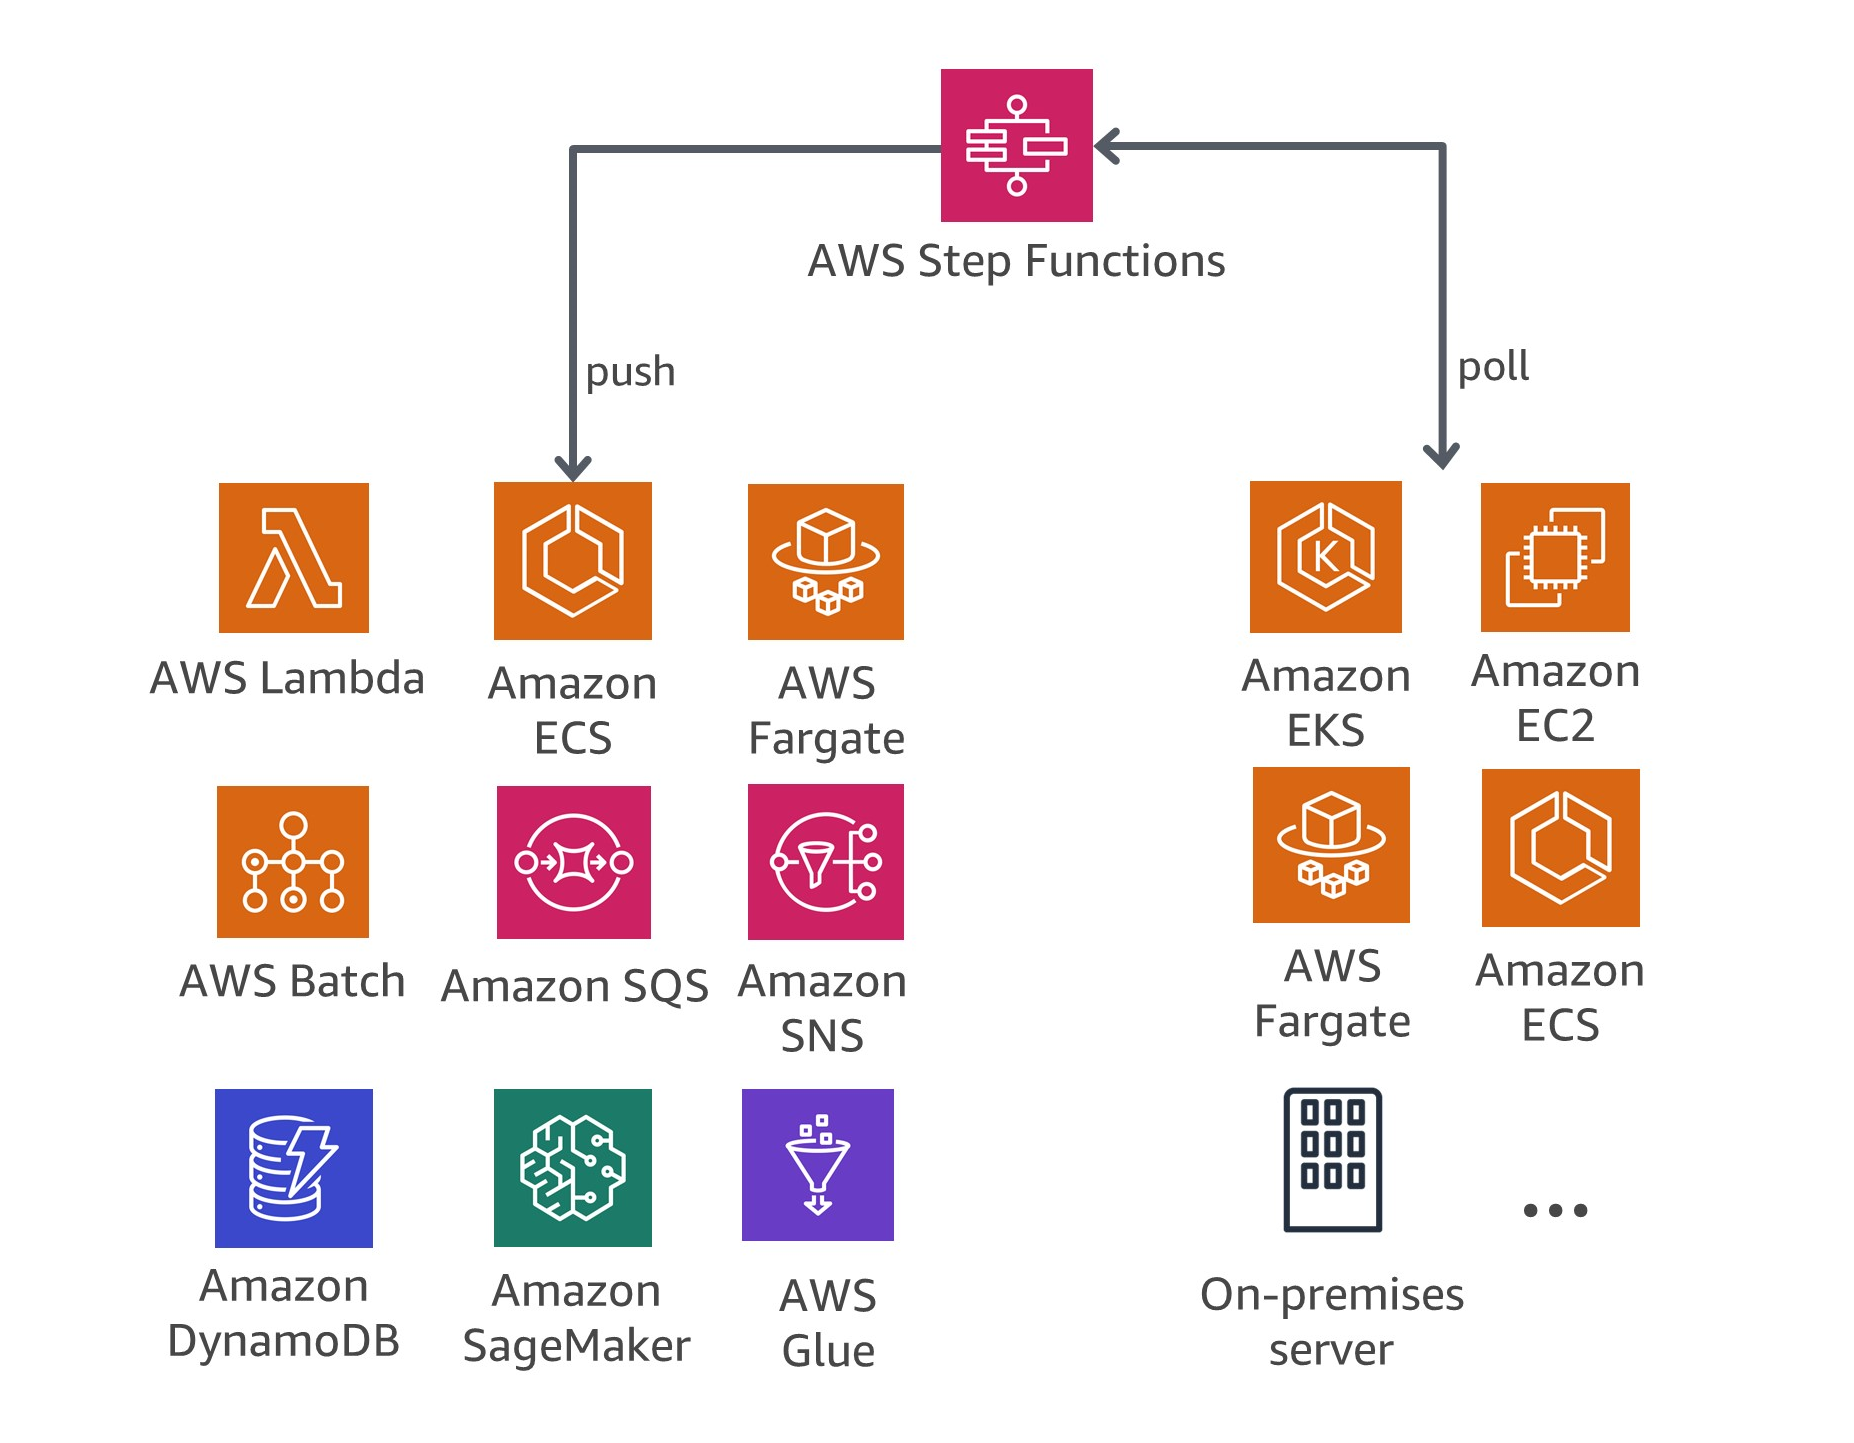 AWS Step Functions
push
poll
AWS Lambda
Amazon
ECS
AWS
Fargate
Amazon
EKS
Amazon
EC2
AWS Batch
Amazon SQS
Amazon
SNS
AWS
Fargate
Amazon
ECS
Amazon
DynamoDB
Amazon
SageMaker
AWS
Glue
On-premises
server
...